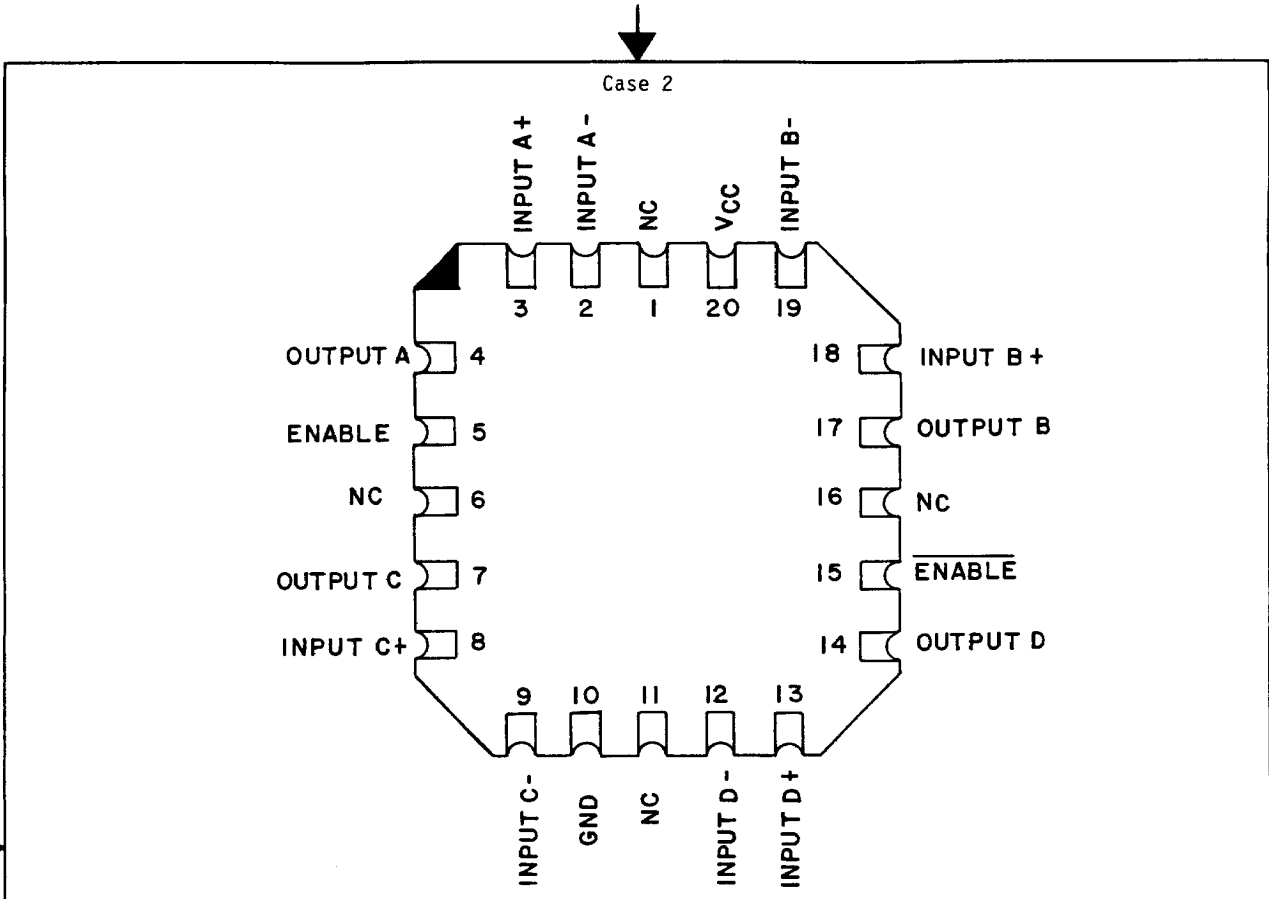 Case 2
INPUT A+
INPUT A-
NC
VCC
INPUT B-
3 2 1 20 19
OUTPUT A 4
18 INPUT B+
ENABLE 5
17 OUTPUT B
NC 6
16 NC
OUTPUT C 7
15 E̅N̅A̅B̅L̅E̅
INPUT C+ 8
14 OUTPUT D
9 10 11 12 13
INPUT C-
GND
NC
INPUT D-
INPUT D+